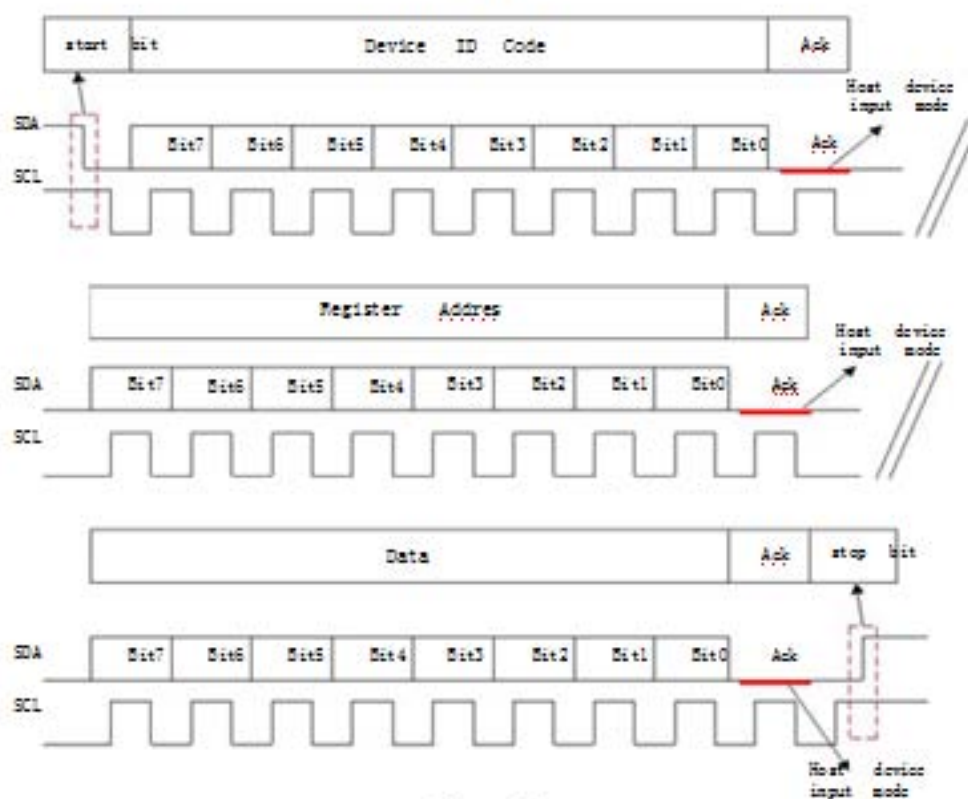 start bit Device ID Code Ack
Host device
input mode
SDA
Bit7 Bit6 Bit5 Bit4 Bit3 Bit2 Bit1 Bit0 Ack
SCL
Register Addres Ack
Host device
input mode
SDA
Bit7 Bit6 Bit5 Bit4 Bit3 Bit2 Bit1 Bit0 Ack
SCL
Data Ack stop bit
SDA
Bit7 Bit6 Bit5 Bit4 Bit3 Bit2 Bit1 Bit0 Ack
SCL
Host device
input mode